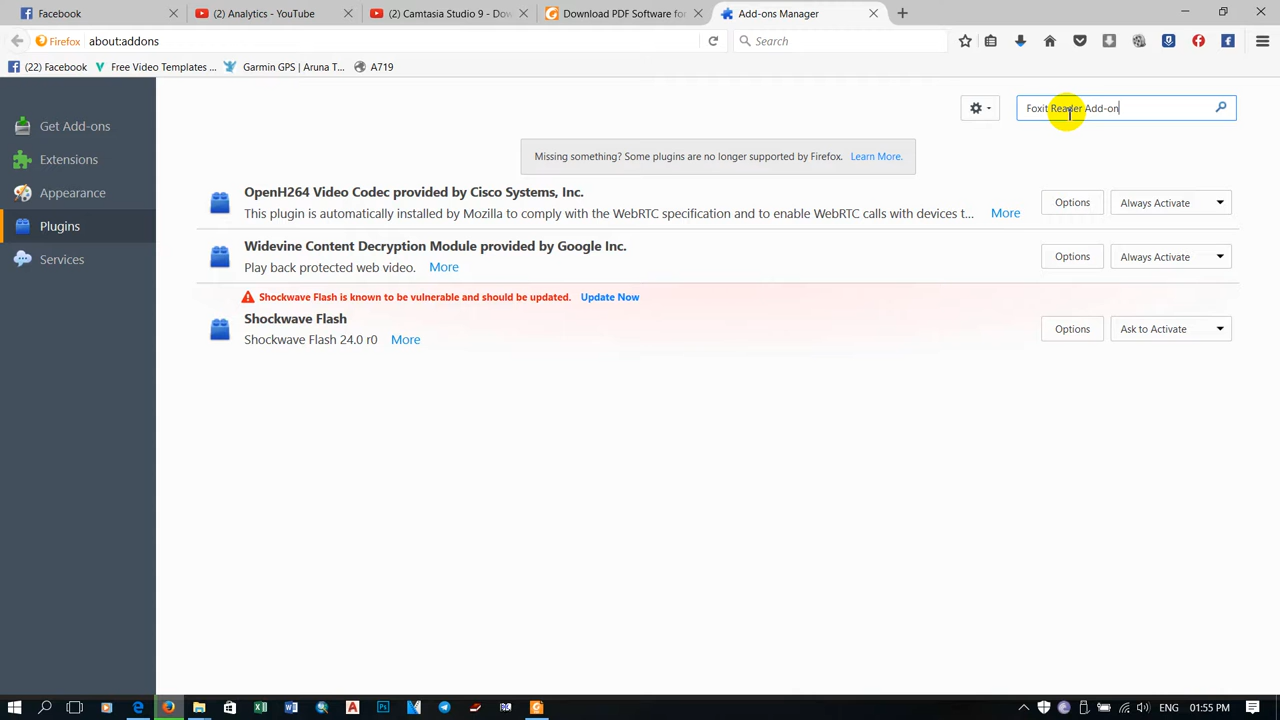 Facebook
(2) Analytics - YouTube
(2) Camtasia Studio 9 - Dow
Download PDF Software for
Add-ons Manager
Firefox
about:addons
Search
(22) Facebook
Free Video Templates ...
Garmin GPS | Aruna T...
A719
Get Add-ons
Extensions
Appearance
Plugins
Services
Foxit Reader Add-on
Missing something? Some plugins are no longer supported by Firefox. Learn More.
OpenH264 Video Codec provided by Cisco Systems, Inc.
This plugin is automatically installed by Mozilla to comply with the WebRTC specification and to enable WebRTC calls with devices t... More
Options
Always Activate
Widevine Content Decryption Module provided by Google Inc.
Play back protected web video. More
Options
Always Activate
Shockwave Flash is known to be vulnerable and should be updated. Update Now
Shockwave Flash
Shockwave Flash 24.0 r0 More
Options
Ask to Activate
ENG
01:55 PM